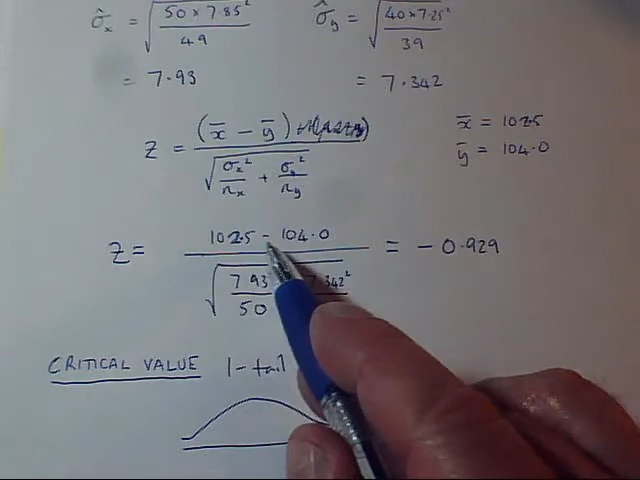 σ̂x = √(50 × 7.85² / 49) σ̂y = √(40 × 7.25² / 39)
= 7.93 = 7.342
Z = (x̄ − ȳ) / √(σx²/nx + σy²/ny) x̄ = 102.5
ȳ = 104.0
Z = 102.5 − 104.0 / √(7.93 / 50 7.342²) = − 0.929
CRITICAL VALUE 1-tail